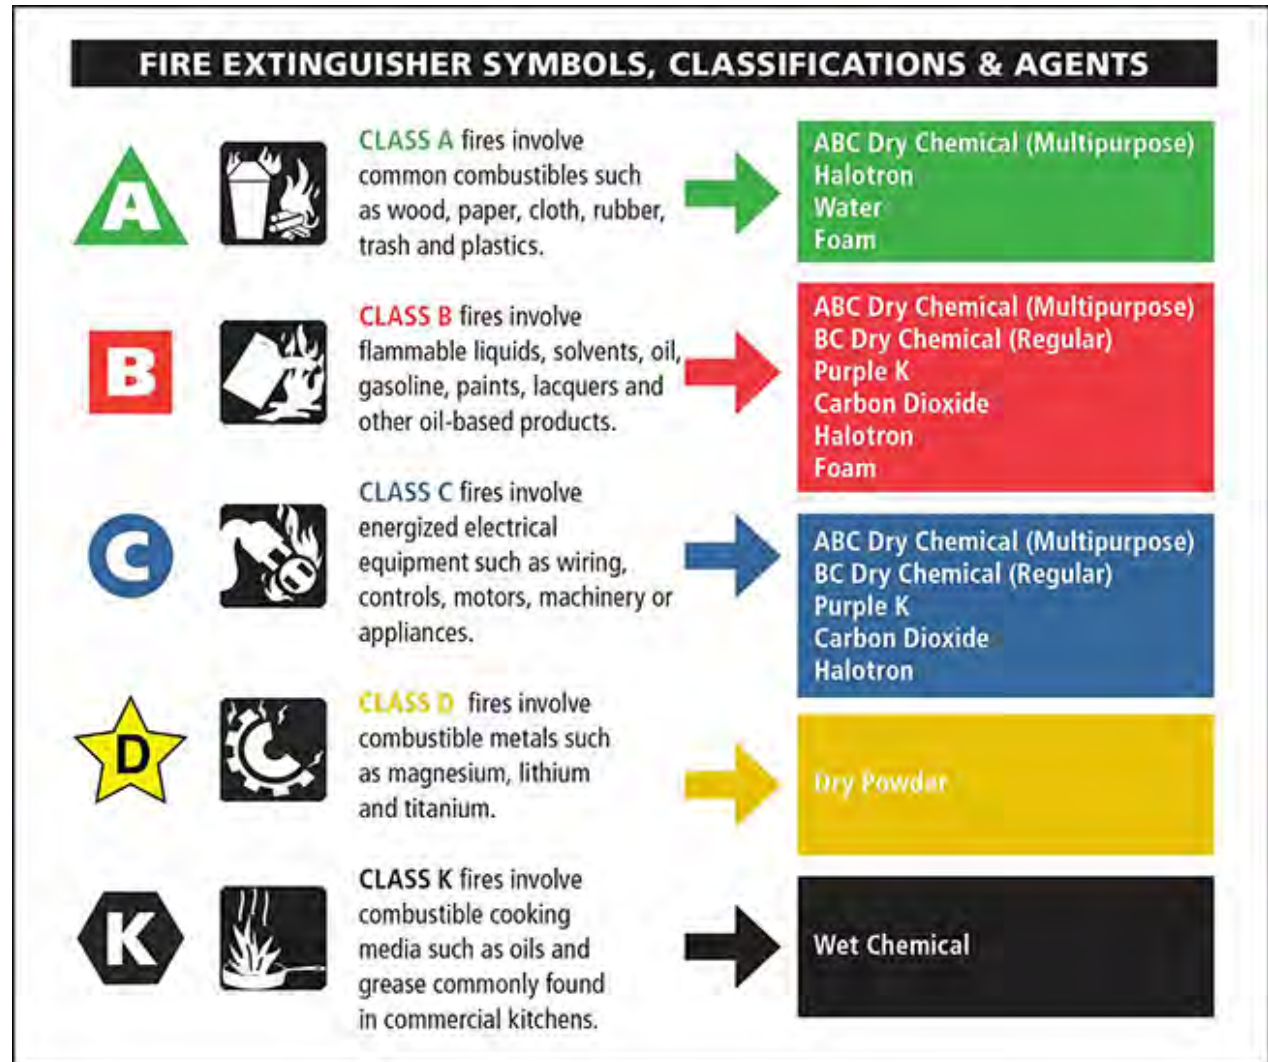 FIRE EXTINGUISHER SYMBOLS, CLASSIFICATIONS & AGENTS
A
CLASS A fires involve
common combustibles such
as wood, paper, cloth, rubber,
trash and plastics.
ABC Dry Chemical (Multipurpose)
Halotron
Water
Foam
B
CLASS B fires involve
flammable liquids, solvents, oil,
gasoline, paints, lacquers and
other oil-based products.
ABC Dry Chemical (Multipurpose)
BC Dry Chemical (Regular)
Purple K
Carbon Dioxide
Halotron
Foam
C
CLASS C fires involve
energized electrical
equipment such as wiring,
controls, motors, machinery or
appliances.
ABC Dry Chemical (Multipurpose)
BC Dry Chemical (Regular)
Purple K
Carbon Dioxide
Halotron
D
CLASS D fires involve
combustible metals such
as magnesium, lithium
and titanium.
Dry Powder
K
CLASS K fires involve
combustible cooking
media such as oils and
grease commonly found
in commercial kitchens.
Wet Chemical